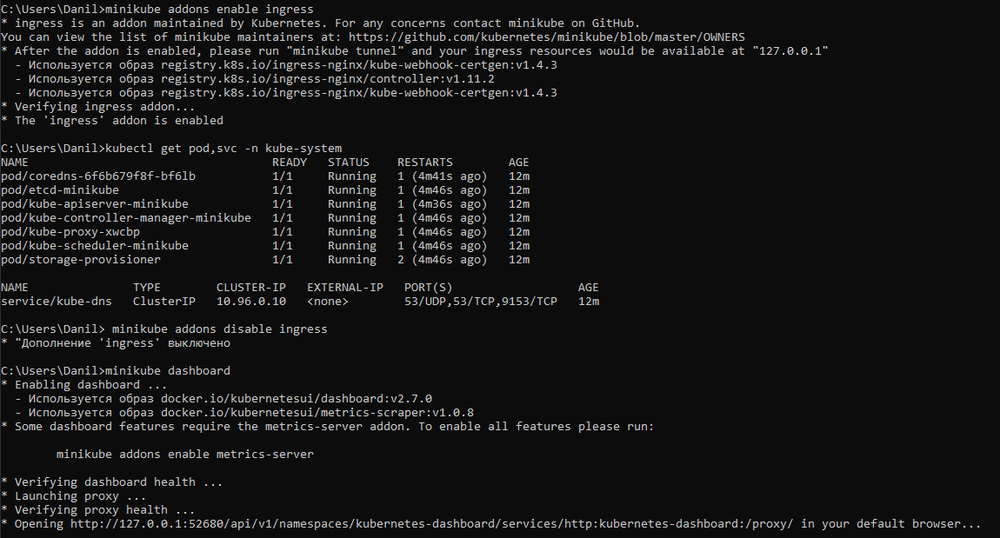 C:\Users\Danil>minikube addons enable ingress
* ingress is an addon maintained by Kubernetes. For any concerns contact minikube on GitHub.
You can view the list of minikube maintainers at: https://github.com/kubernetes/minikube/blob/master/OWNERS
* After the addon is enabled, please run "minikube tunnel" and your ingress resources would be available at "127.0.0.1"
  - Используется образ registry.k8s.io/ingress-nginx/kube-webhook-certgen:v1.4.3
  - Используется образ registry.k8s.io/ingress-nginx/controller:v1.11.2
  - Используется образ registry.k8s.io/ingress-nginx/kube-webhook-certgen:v1.4.3
* Verifying ingress addon...
* The 'ingress' addon is enabled
C:\Users\Danil>kubectl get pod,svc -n kube-system
NAME                                   READY   STATUS    RESTARTS        AGE
pod/coredns-6f6b679f8f-bf6lb           1/1     Running   1 (4m41s ago)   12m
pod/etcd-minikube                      1/1     Running   1 (4m46s ago)   12m
pod/kube-apiserver-minikube            1/1     Running   1 (4m36s ago)   12m
pod/kube-controller-manager-minikube   1/1     Running   1 (4m46s ago)   12m
pod/kube-proxy-xwcbp                   1/1     Running   1 (4m46s ago)   12m
pod/kube-scheduler-minikube            1/1     Running   1 (4m46s ago)   12m
pod/storage-provisioner                1/1     Running   2 (4m46s ago)   12m
NAME               TYPE        CLUSTER-IP   EXTERNAL-IP   PORT(S)                  AGE
service/kube-dns   ClusterIP   10.96.0.10   <none>        53/UDP,53/TCP,9153/TCP   12m
C:\Users\Danil> minikube addons disable ingress
* "Дополнение 'ingress' выключено
C:\Users\Danil>minikube dashboard
* Enabling dashboard ...
  - Используется образ docker.io/kubernetesui/dashboard:v2.7.0
  - Используется образ docker.io/kubernetesui/metrics-scraper:v1.0.8
* Some dashboard features require the metrics-server addon. To enable all features please run:
        minikube addons enable metrics-server
* Verifying dashboard health ...
* Launching proxy ...
* Verifying proxy health ...
* Opening http://127.0.0.1:52680/api/v1/namespaces/kubernetes-dashboard/services/http:kubernetes-dashboard:/proxy/ in your default browser...